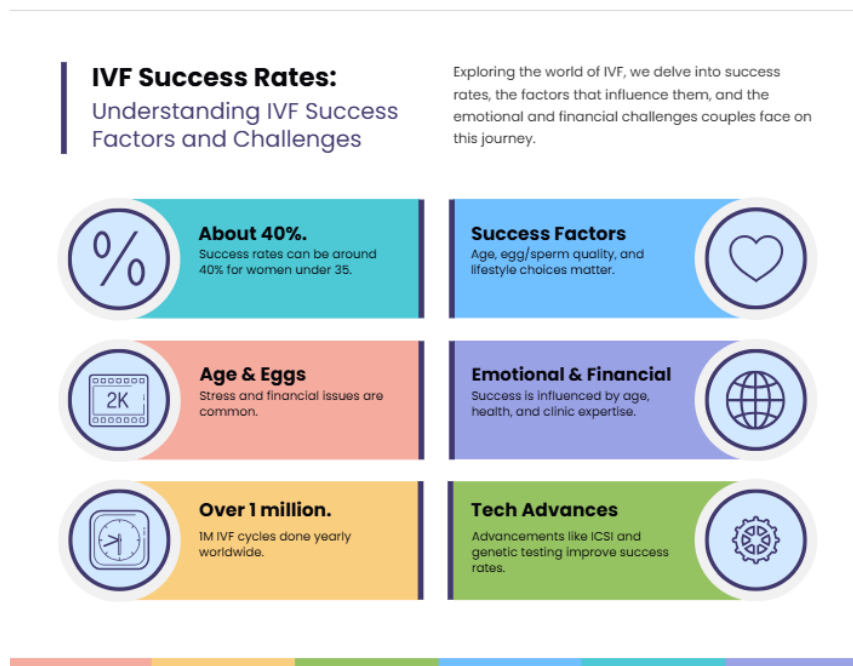 IVF Success Rates:
Understanding IVF Success
Factors and Challenges
Exploring the world of IVF, we delve into success
rates, the factors that influence them, and the
emotional and financial challenges couples face on
this journey.
%
About 40%.
Success rates can be around
40% for women under 35.
Success Factors
Age, egg/sperm quality, and
lifestyle choices matter.
2K
Age & Eggs
Stress and financial issues are
common.
Emotional & Financial
Success is influenced by age,
health, and clinic expertise.
Over 1 million.
1M IVF cycles done yearly
worldwide.
Tech Advances
Advancements like ICSI and
genetic testing improve success
rates.